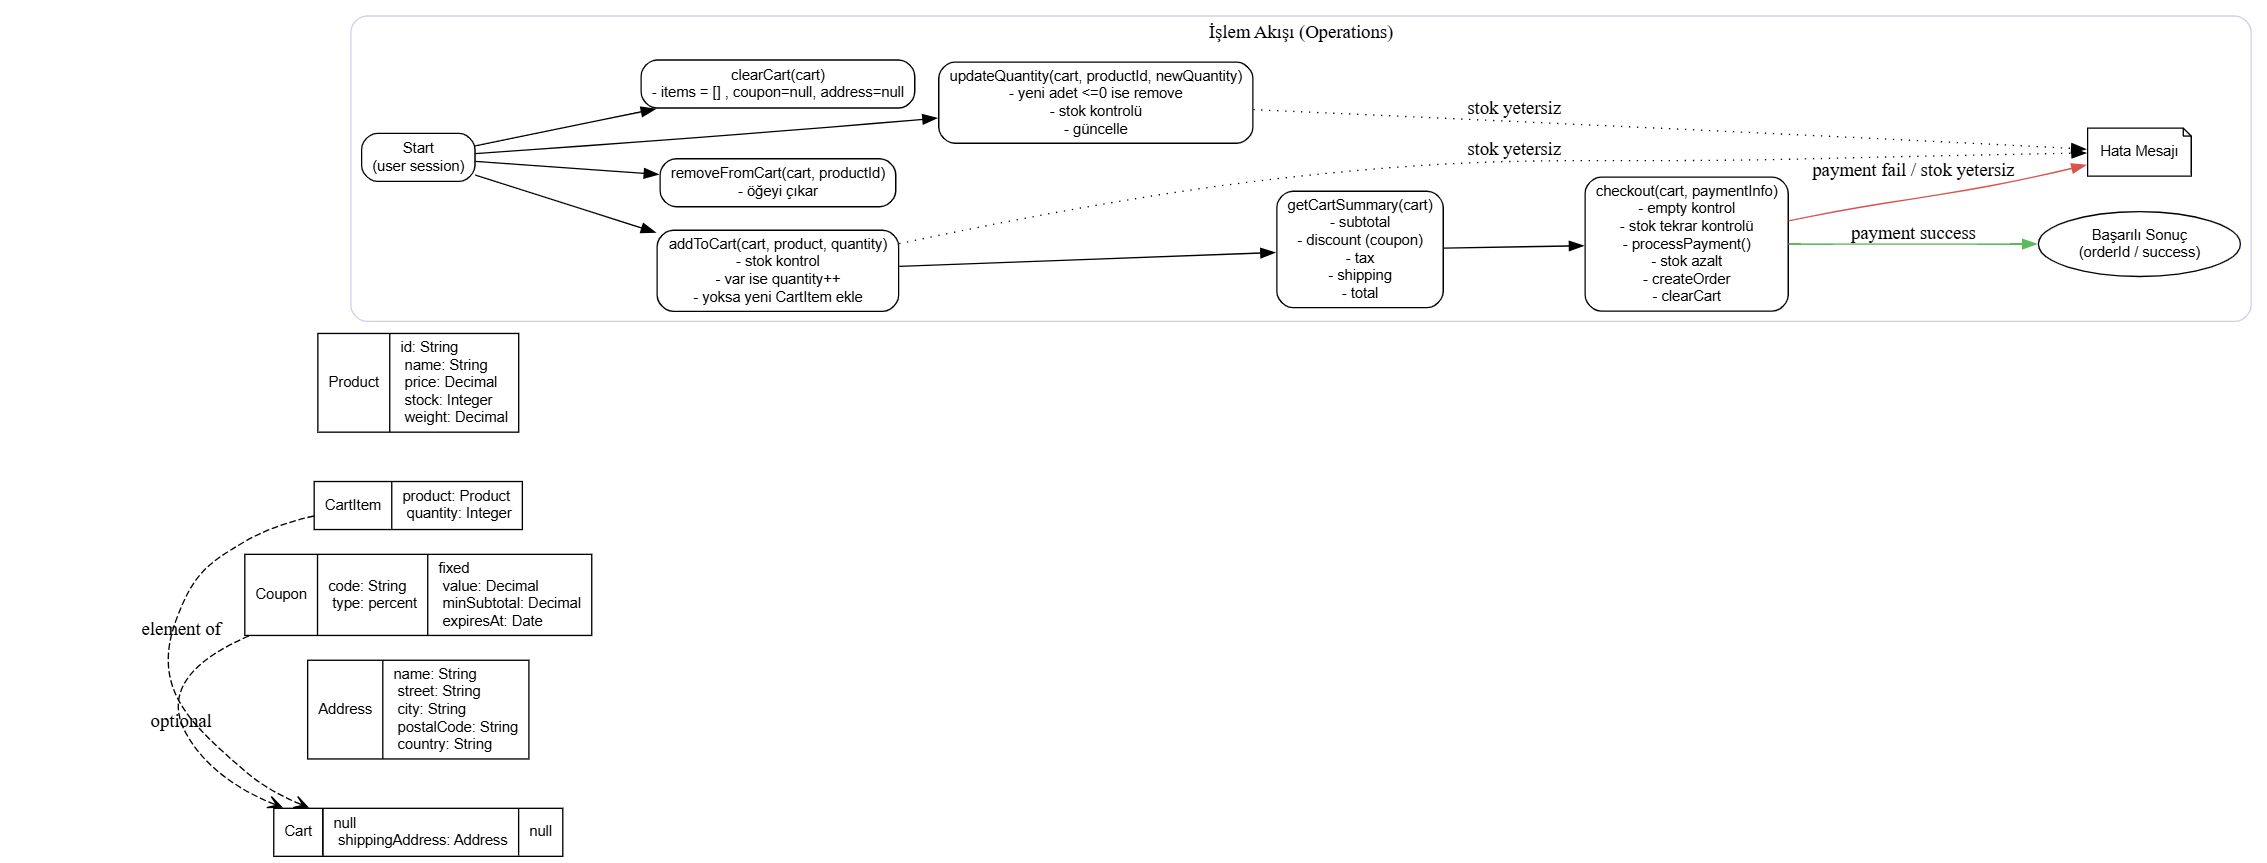 İşlem Akışı (Operations)
Start
(user session)
clearCart(cart)
- items = [] , coupon=null, address=null
updateQuantity(cart, productId, newQuantity)
- yeni adet <=0 ise remove
- stok kontrolü
- güncelle
removeFromCart(cart, productId)
- öğeyi çıkar
addToCart(cart, product, quantity)
- stok kontrol
- var ise quantity++
- yoksa yeni CartItem ekle
stok yetersiz
stok yetersiz
getCartSummary(cart)
- subtotal
- discount (coupon)
- tax
- shipping
- total
checkout(cart, paymentInfo)
- empty kontrol
- stok tekrar kontrolü
- processPayment()
- stok azalt
- createOrder
- clearCart
payment fail / stok yetersiz
payment success
Hata Mesajı
Başarılı Sonuç
(orderId / success)
Product
id: String
name: String
price: Decimal
stock: Integer
weight: Decimal
CartItem
product: Product
quantity: Integer
Coupon
code: String
type: percent
fixed
value: Decimal
minSubtotal: Decimal
expiresAt: Date
element of
Address
name: String
street: String
city: String
postalCode: String
country: String
optional
Cart
null
shippingAddress: Address
null